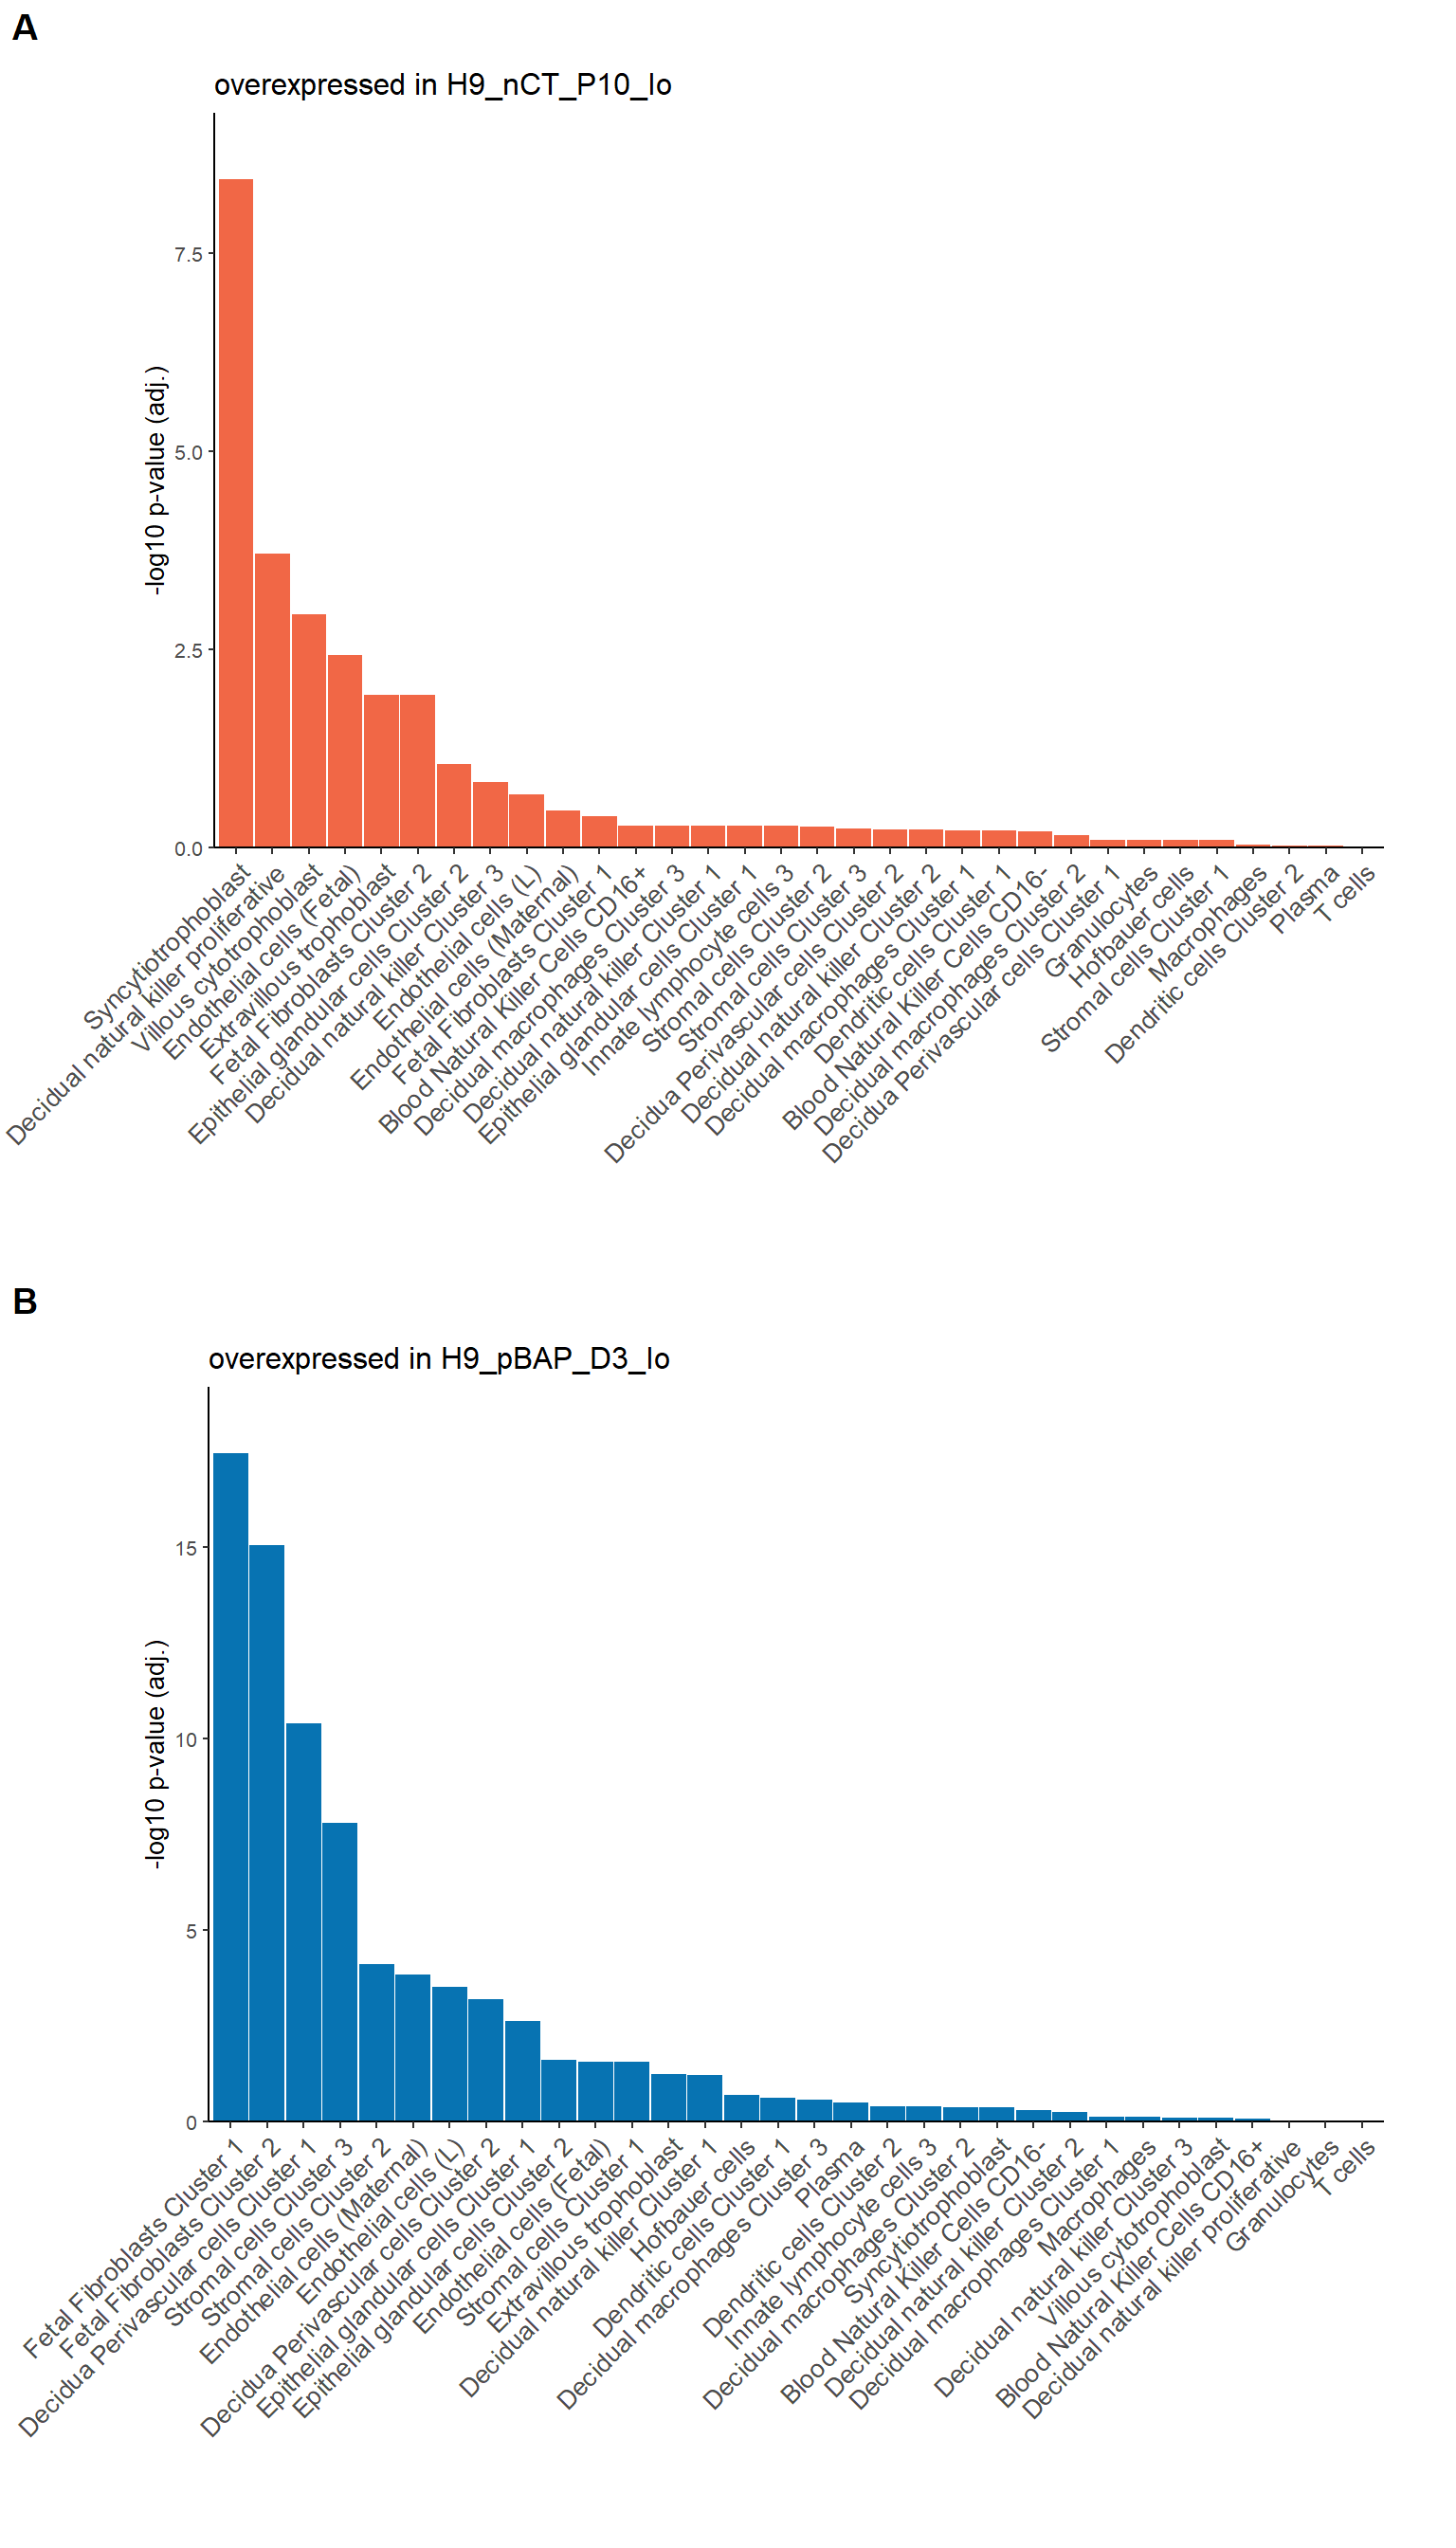 A
overexpressed in H9_nCT_P10_Io
-log10 p-value (adj.)
7.5
5.0
2.5
0.0
Syncytiotrophoblast
Decidual natural killer proliferative
Villous cytotrophoblast
Endothelial cells (Fetal)
Extravillous trophoblast
Fetal Fibroblasts Cluster 2
Epithelial glandular cells Cluster 2
Decidual natural killer Cluster 3
Endothelial cells (L)
Endothelial cells (Maternal)
Fetal Fibroblasts Cluster 1
Blood Natural Killer Cells CD16+
Decidual macrophages Cluster 3
Decidual natural killer Cluster 1
Epithelial glandular cells Cluster 1
Innate lymphocyte cells 3
Stromal cells Cluster 2
Stromal cells Cluster 3
Decidua Perivascular cells Cluster 2
Decidual natural killer Cluster 2
Decidual macrophages Cluster 1
Dendritic cells Cluster 1
Blood Natural Killer Cells CD16-
Decidual macrophages Cluster 2
Decidua Perivascular cells Cluster 1
Granulocytes
Hofbauer cells
Stromal cells Cluster 1
Macrophages
Dendritic cells Cluster 2
Plasma
T cells
B
overexpressed in H9_pBAP_D3_Io
-log10 p-value (adj.)
15
10
5
0
Fetal Fibroblasts Cluster 1
Fetal Fibroblasts Cluster 2
Decidua Perivascular cells Cluster 1
Stromal cells Cluster 3
Stromal cells Cluster 2
Endothelial cells (Maternal)
Endothelial cells (L)
Decidua Perivascular cells Cluster 2
Epithelial glandular cells Cluster 1
Epithelial glandular cells Cluster 2
Endothelial cells (Fetal)
Stromal cells Cluster 1
Extravillous trophoblast
Decidual natural killer Cluster 1
Hofbauer cells
Dendritic cells Cluster 1
Decidual macrophages Cluster 3
Plasma
Dendritic cells Cluster 2
Innate lymphocyte cells 3
Decidual macrophages Cluster 2
Syncytiotrophoblast
Blood Natural Killer Cells CD16-
Decidual natural killer Cluster 2
Decidual macrophages Cluster 1
Macrophages
Decidual natural killer Cluster 3
Villous cytotrophoblast
Blood Natural Killer Cells CD16+
Decidual natural killer proliferative
Granulocytes
T cells